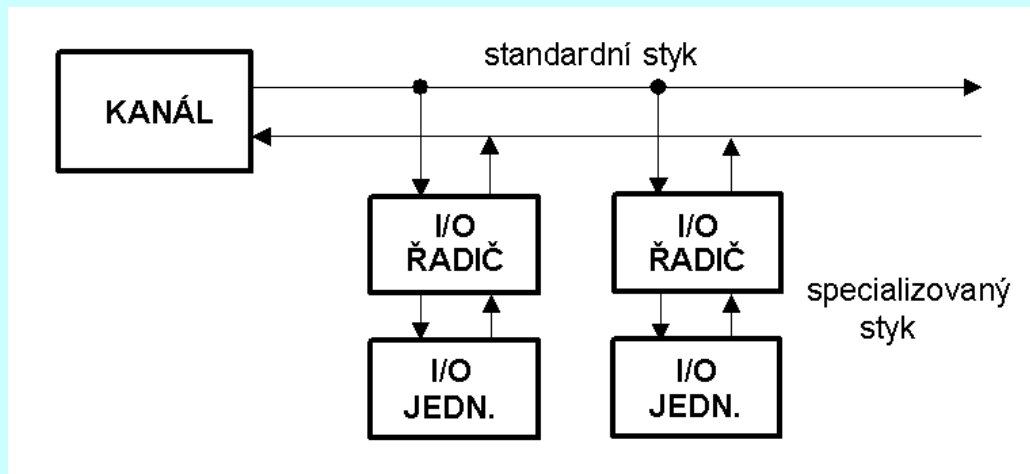 standardní styk
KANÁL
I/O
ŘADIČ
I/O
ŘADIČ
specializovaný
styk
I/O
JEDN.
I/O
JEDN.